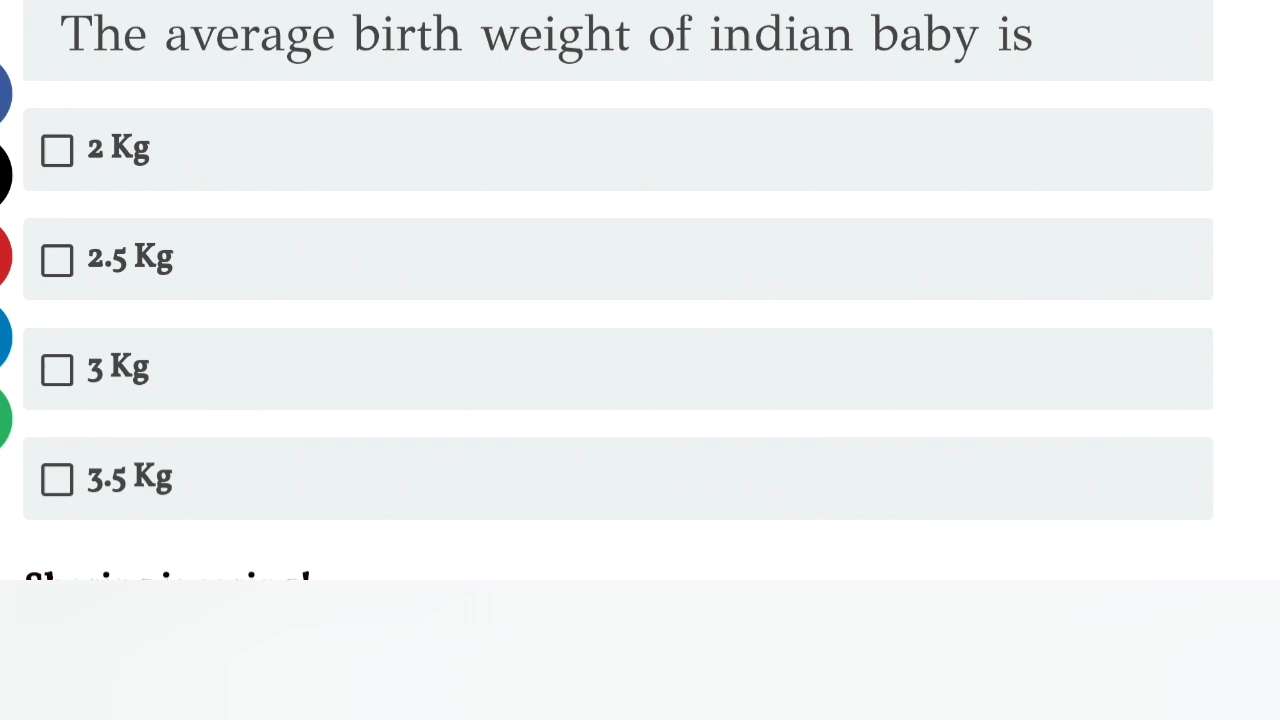 The average birth weight of indian baby is
2 Kg
2.5 Kg
3 Kg
3.5 Kg